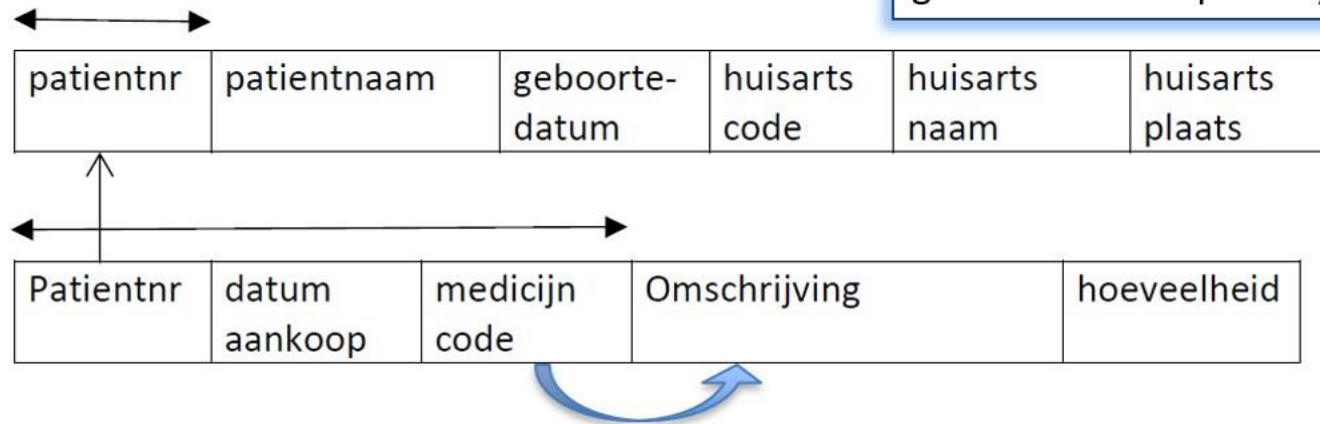 patientnr patientnaam geboorte- huisarts huisarts huisarts
datum code naam plaats
Patientnr datum medicijn Omschrijving hoeveelheid
aankoop code